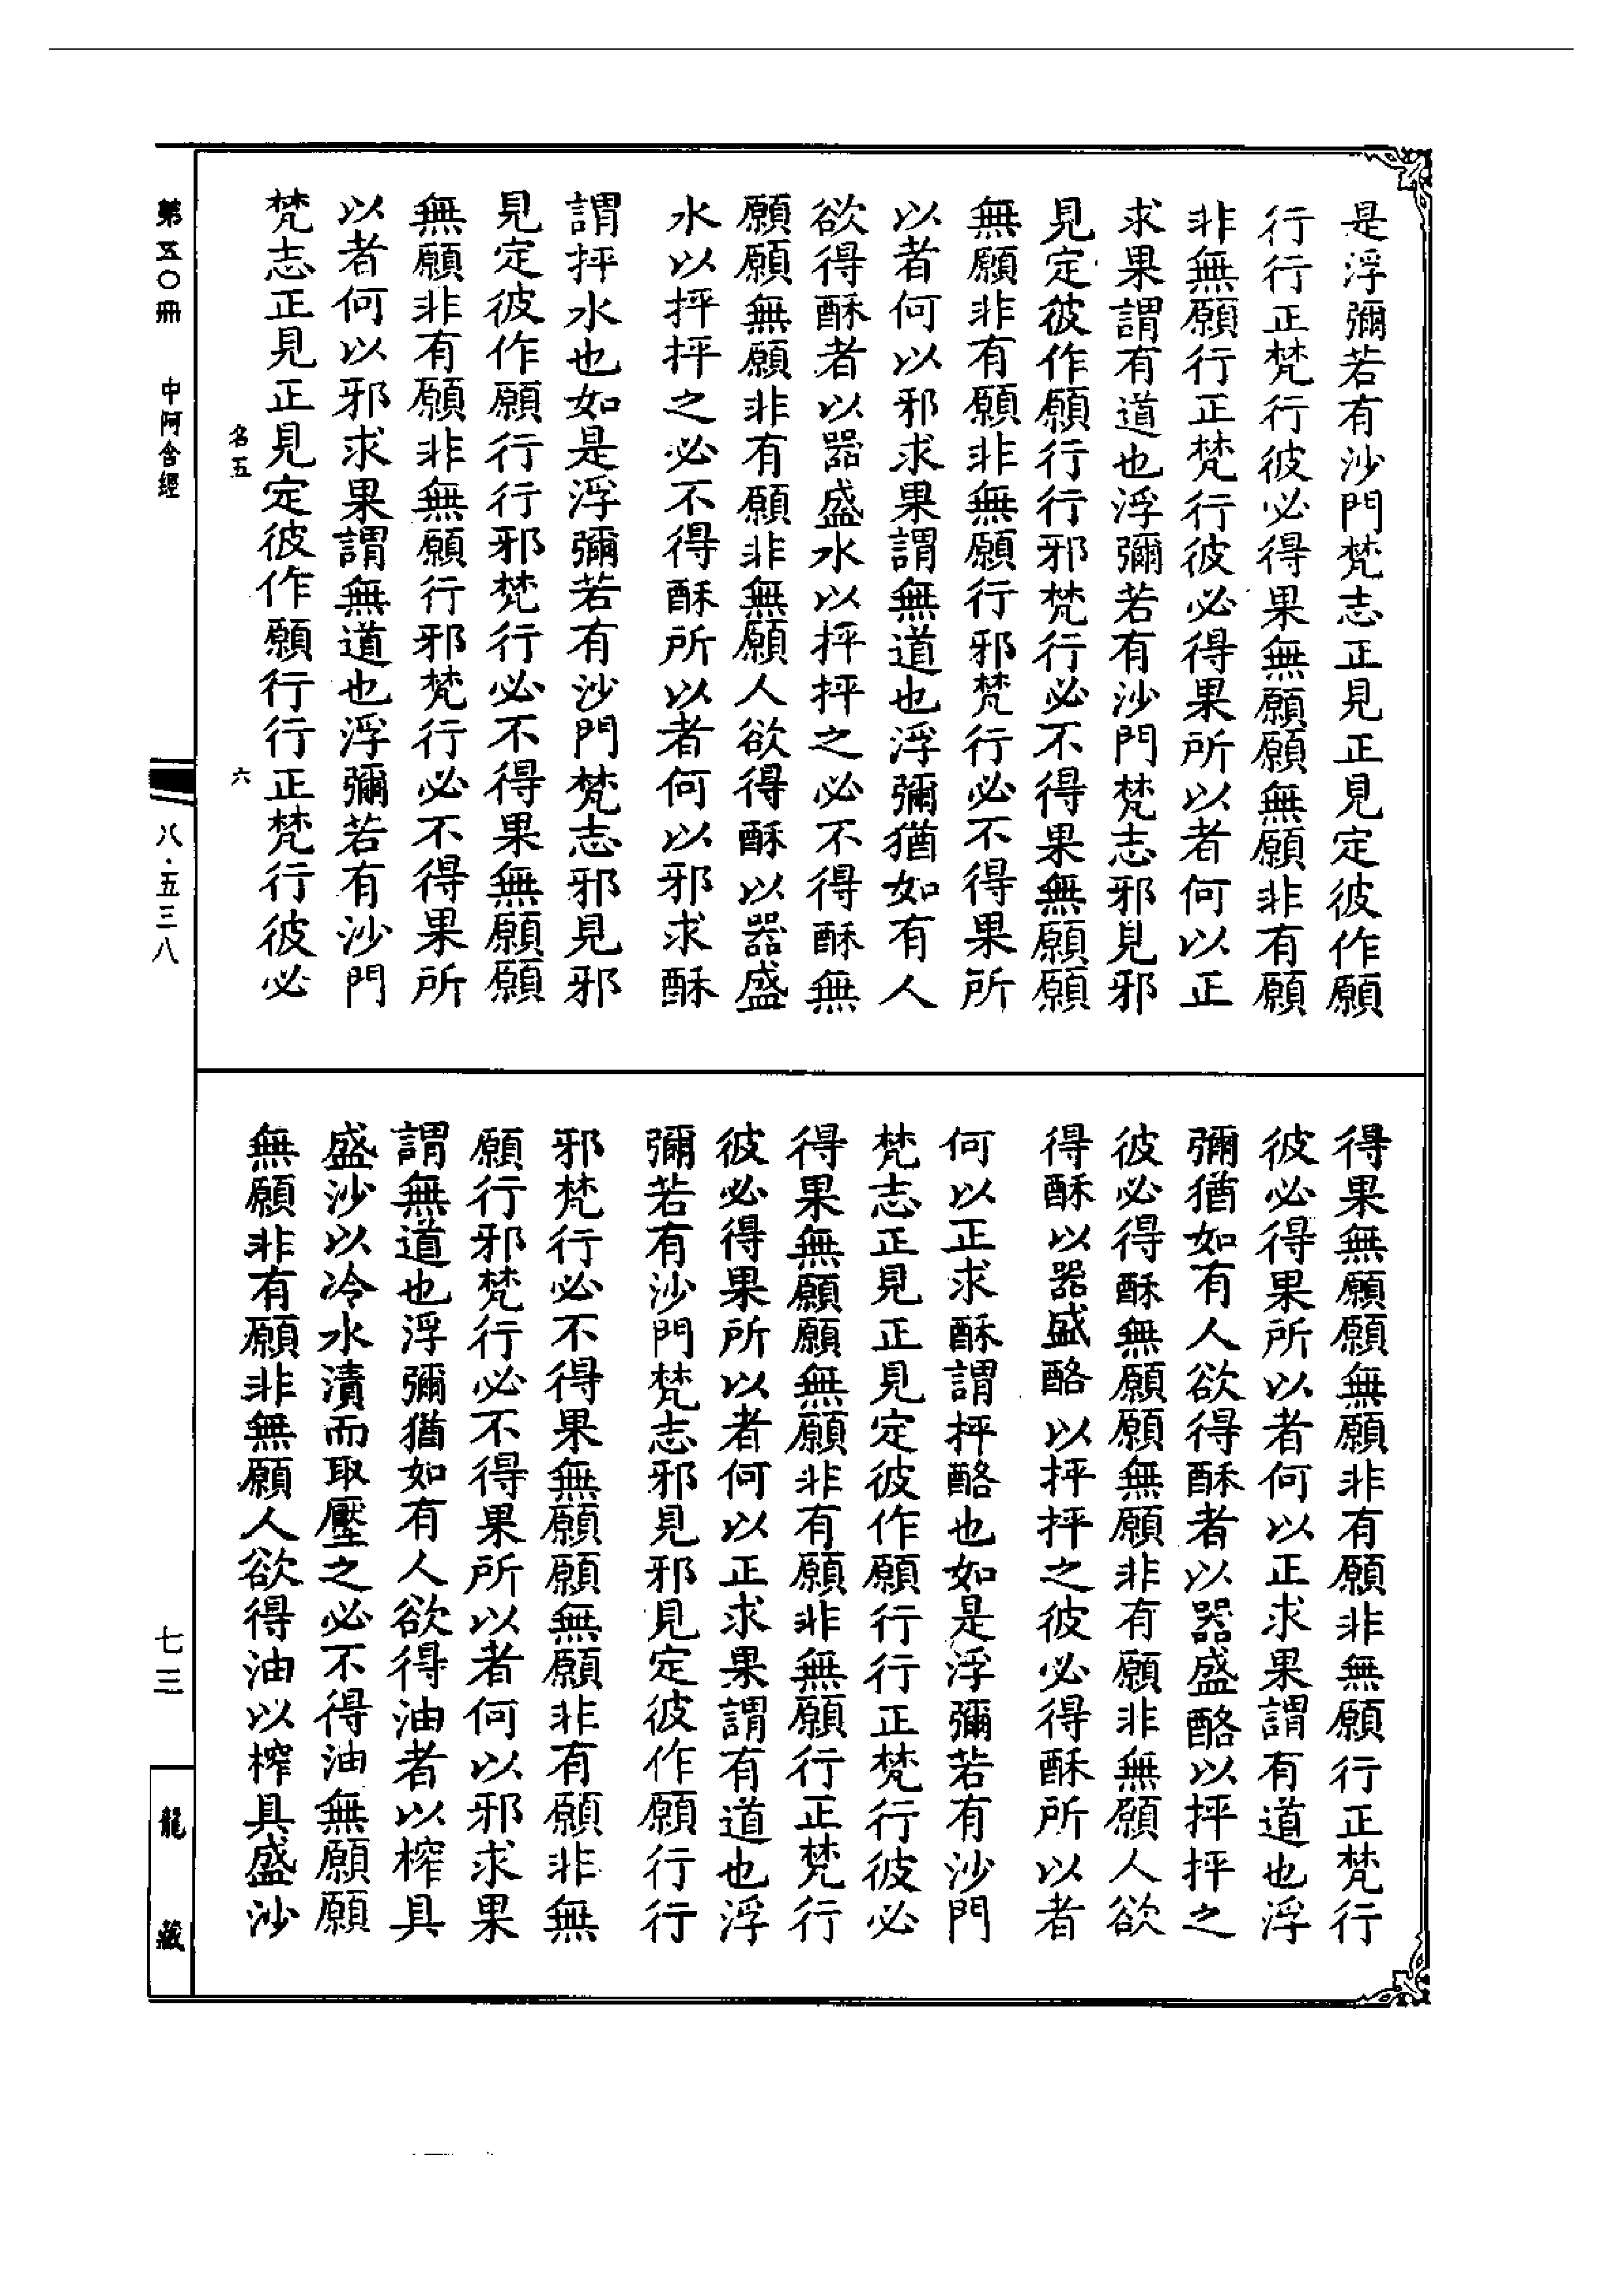 是浮彌若有沙門梵志正見正見定彼作願
行行正梵行彼必得果無願願無願非有願
非無願行正梵行彼必得果所以者何以正
求果謂有道也浮彌若有沙門梵志邪見邪
見定彼作願行行邪梵行必不得果無願願
無願非有願非無願行邪梵行必不得果所
以者何以邪求果謂無道也浮彌猶如有人
欲得酥者以器盛水以抨抨之必不得酥無
願願無願非有願非無願人欲得酥以器盛
水以抨抨之必不得酥所以者何以邪求酥
謂抨水也如是浮彌若有沙門梵志邪見邪
見定彼作願行行邪梵行必不得果無願願
無願非有願非無願行邪梵行必不得果所
以者何以邪求果謂無道也浮彌若有沙門
梵志正見正見定彼作願行行正梵行彼必
得果無願願無願非有願非無願行正梵行
彼必得果所以者何以正求果謂有道也浮
彌猶如有人欲得酥者以器盛酪以抨抨之
彼必得酥無願願無願非有願非無願人欲
得酥以器盛酪以抨抨之彼必得酥所以者
何以正求酥謂抨酪也如是浮彌若有沙門
梵志正見正見定彼作願行行正梵行彼必
得果無願願無願非有願非無願行正梵行
彼必得果所以者何以正求果謂有道也浮
彌若有沙門梵志邪見邪見定彼作願行行
邪梵行必不得果無願願無願非有願非無
願行邪梵行必不得果所以者何以邪求果
謂無道也浮彌猶如有人欲得油者以榨具
盛沙以冷水漬而取壓之必不得油無願願
無願非有願非無願人欲得油以榨具盛沙
名五 六
第五〇冊 中阿含經
八·五三八
七三
龍藏